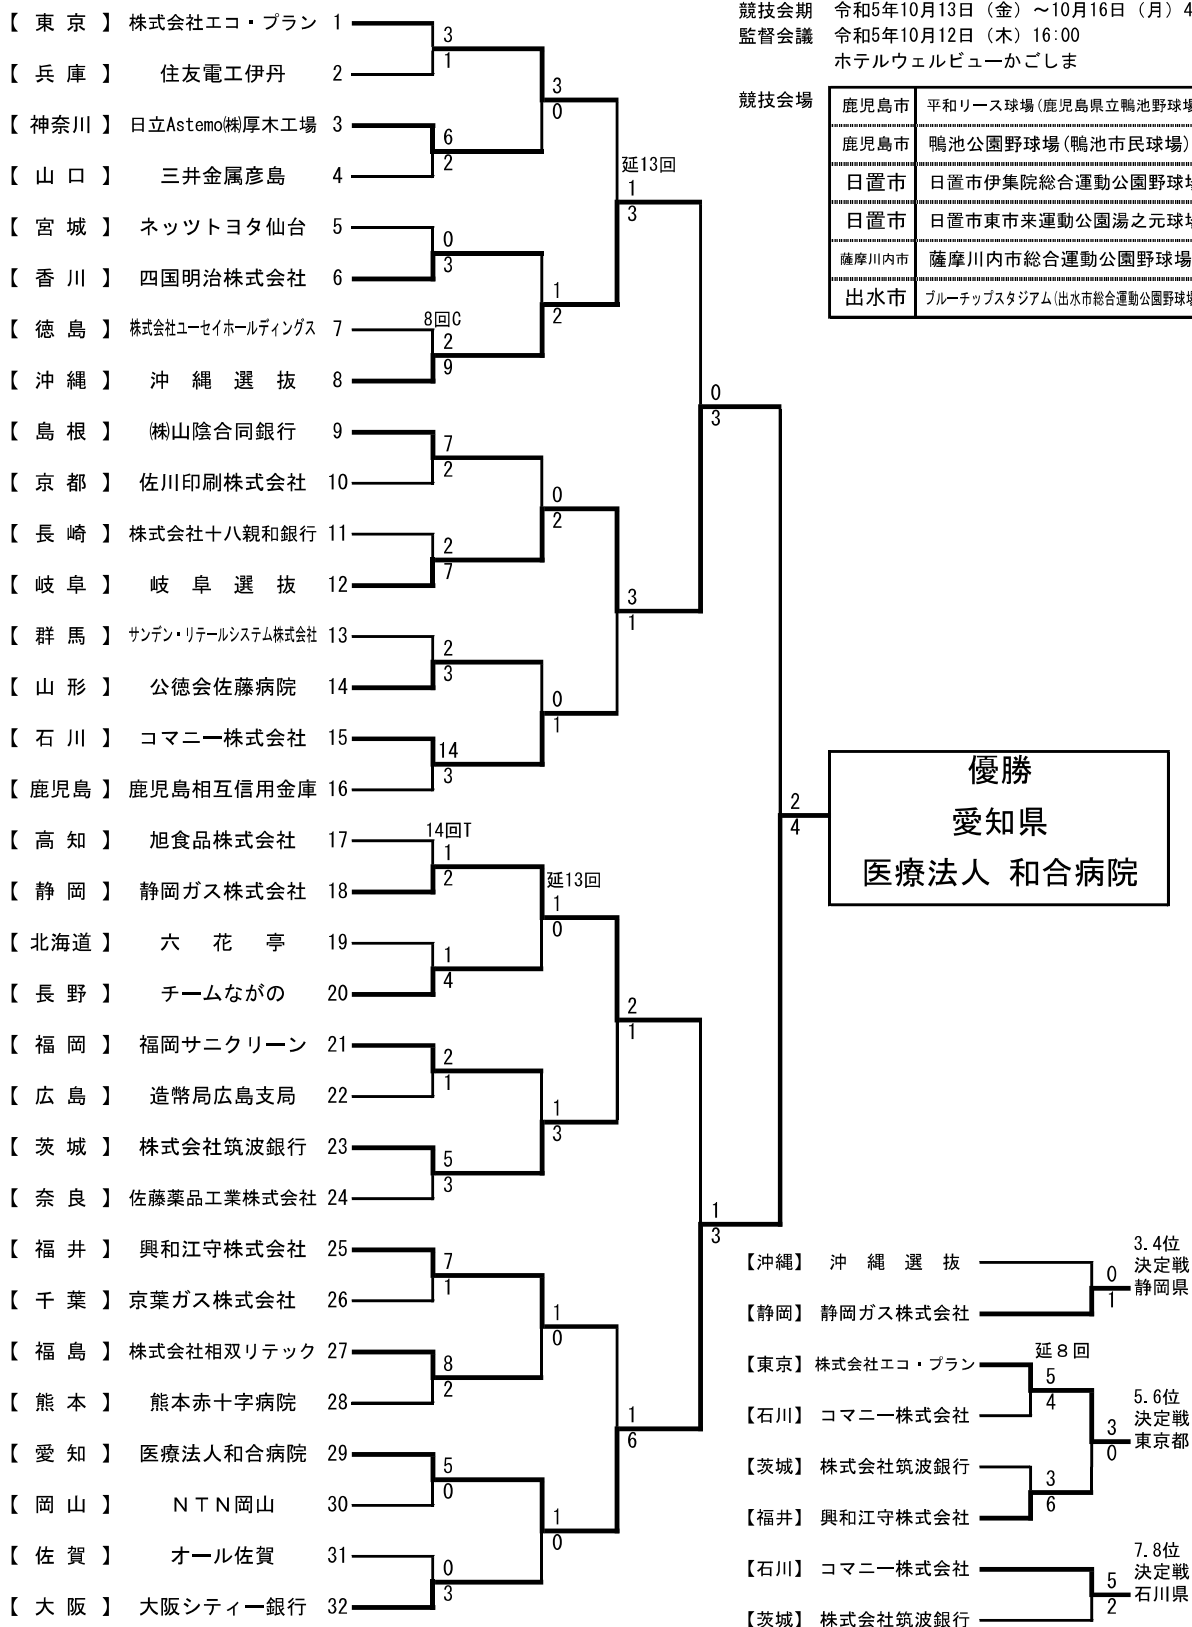 競技会期 令和5年10月13日（金）～10月16日（月）4
監督会議 令和5年10月12日（木）16:00
ホテルウェルビューかごしま
競技会場
鹿児島市 平和リース球場(鹿児島県立鴨池野球場
鹿児島市 鴨池公園野球場(鴨池市民球場)
日置市 日置市伊集院総合運動公園野球場
日置市 日置市東市来運動公園湯之元球場
薩摩川内市 薩摩川内市総合運動公園野球場
出水市 ブルーチップスタジアム(出水市総合運動公園野球場
【 東 京 】 株式会社エコ・プラン 1
3
1
【 兵 庫 】 住友電工伊丹 2
3
0
【 神奈川 】 日立Astemo㈱厚木工場 3
6
2
【 山 口 】 三井金属彦島 4
延13回
1
3
【 宮 城 】 ネッツトヨタ仙台 5
0
3
【 香 川 】 四国明治株式会社 6
1
2
【 徳 島 】 株式会社ユーセイホールディングス 7
8回C
2
9
【 沖 縄 】 沖 縄 選 抜 8
0
3
【 島 根 】 ㈱山陰合同銀行 9
7
2
【 京 都 】 佐川印刷株式会社 10
0
2
【 長 崎 】 株式会社十八親和銀行 11
2
7
【 岐 阜 】 岐 阜 選 抜 12
3
1
【 群 馬 】 サンデン・リテールシステム株式会社 13
2
3
【 山 形 】 公徳会佐藤病院 14
0
1
【 石 川 】 コマニー株式会社 15
14
3
【 鹿児島 】 鹿児島相互信用金庫 16
2
4
優勝
愛知県
医療法人 和合病院
【 高 知 】 旭食品株式会社 17
14回T
1
2
【 静 岡 】 静岡ガス株式会社 18
延13回
1
0
【 北海道 】 六 花 亭 19
1
4
【 長 野 】 チームながの 20
2
1
【 福 岡 】 福岡サニクリーン 21
2
1
【 広 島 】 造幣局広島支局 22
1
3
【 茨 城 】 株式会社筑波銀行 23
5
3
【 奈 良 】 佐藤薬品工業株式会社 24
1
3
【 福 井 】 興和江守株式会社 25
7
1
【 千 葉 】 京葉ガス株式会社 26
1
0
【 福 島 】 株式会社相双リテック 27
8
2
【 熊 本 】 熊本赤十字病院 28
1
6
【 愛 知 】 医療法人和合病院 29
5
0
【 岡 山 】 ＮＴＮ岡山 30
1
0
【 佐 賀 】 オール佐賀 31
0
3
【 大 阪 】 大阪シティー銀行 32
【沖縄】 沖 縄 選 抜
0
1
3.4位
決定戦
静岡県
【静岡】 静岡ガス株式会社
【東京】 株式会社エコ・プラン
延８回
5
4
【石川】 コマニー株式会社
3
0
5.6位
決定戦
東京都
【茨城】 株式会社筑波銀行
3
6
【福井】 興和江守株式会社
【石川】 コマニー株式会社
5
2
7.8位
決定戦
石川県
【茨城】 株式会社筑波銀行